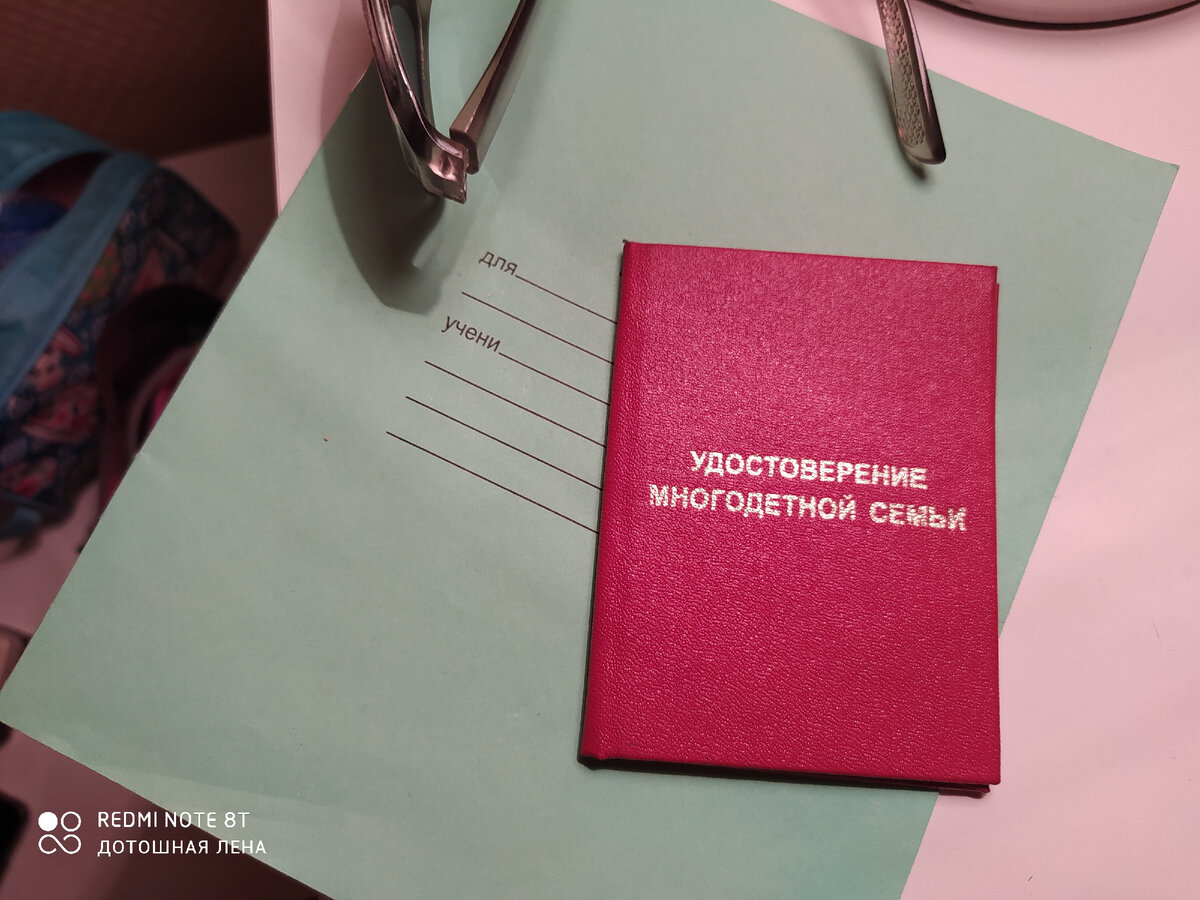 для
учени
УДОСТОВЕРЕНИЕ
МНОГОДЕТНОЙ СЕМЬИ
REDMI NOTE 8T
ДОТОШНАЯ ЛЕНА